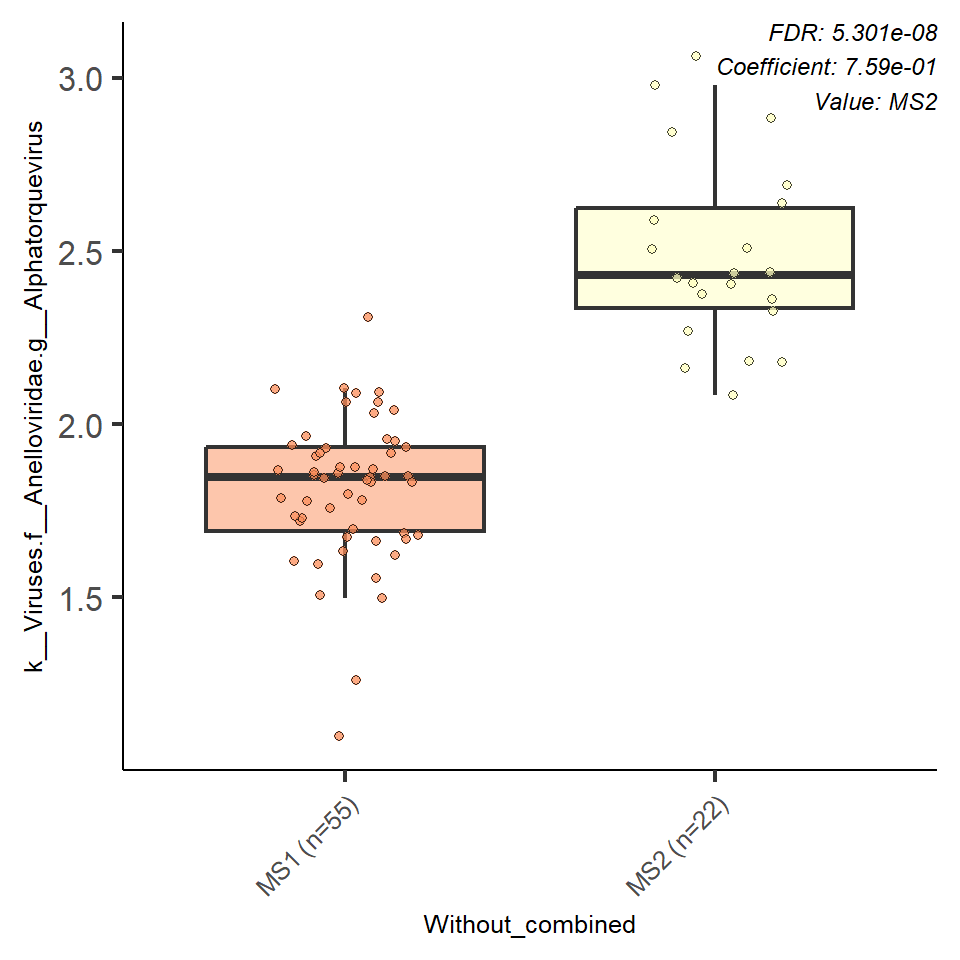 FDR: 5.301e-08
Coefficient: 7.59e-01
Value: MS2
k__Viruses.f__Anelloviridae.g__Alphatorquevirus
3.0
2.5
2.0
1.5
MS1 (n=55)
MS2 (n=22)
Without_combined